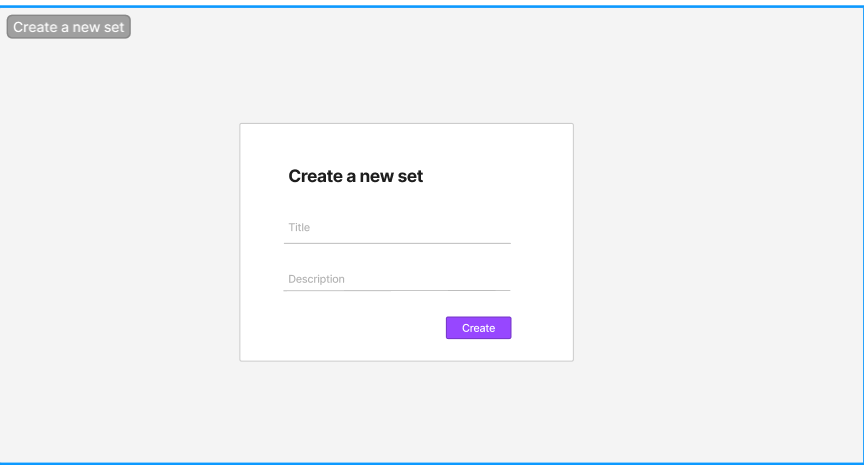 Create a new set
Create a new set
Title
Description
Create